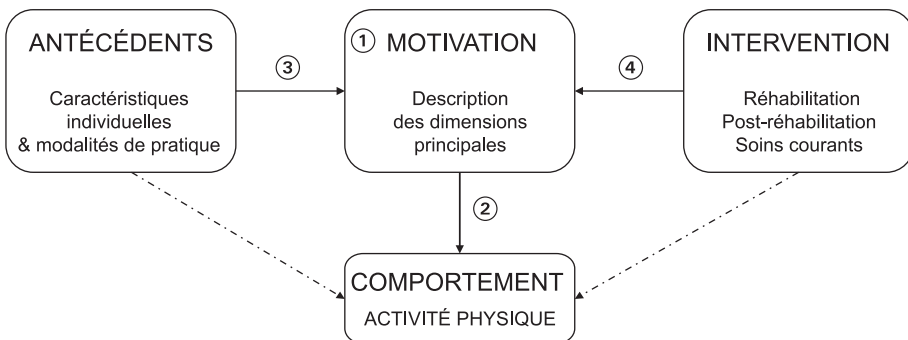 ANTÉCÉDENTS
Caractéristiques
individuelles
& modalités de pratique
③
① MOTIVATION
Description
des dimensions
principales
④
INTERVENTION
Réhabilitation
Post-réhabilitation
Soins courants
②
COMPORTEMENT
ACTIVITÉ PHYSIQUE